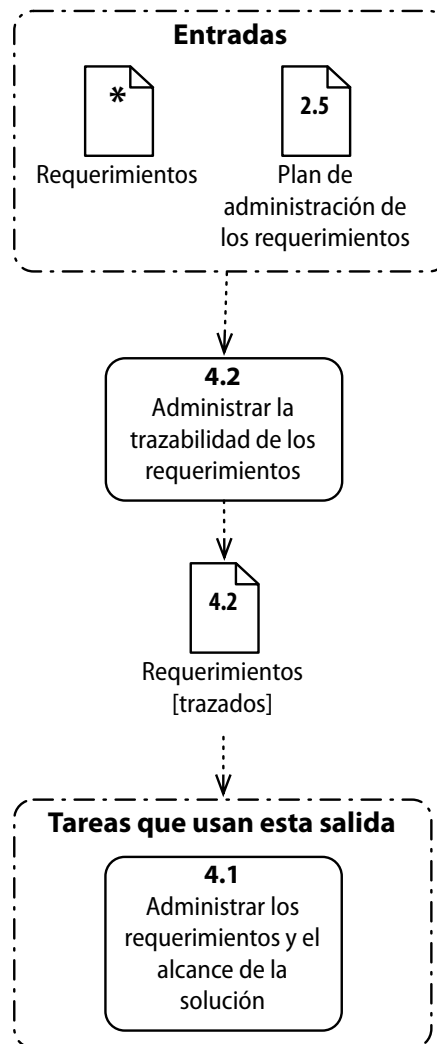 Entradas
*
2.5
Requerimientos
Plan de
administración de
los requerimientos
4.2
Administrar la
trazabilidad de los
requerimientos
4.2
Requerimientos
[trazados]
Tareas que usan esta salida
4.1
Administrar los
requerimientos y el
alcance de la
solución